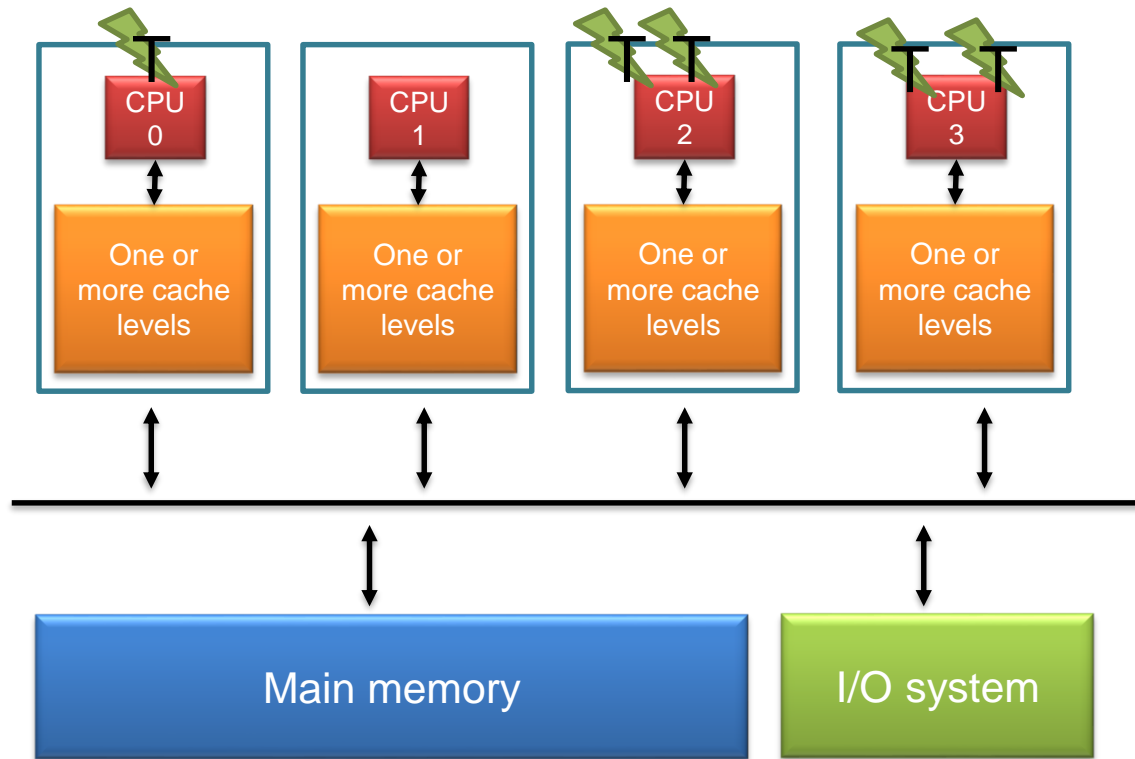 T
T
T
T
T
CPU
0
CPU
1
CPU
2
CPU
3
One or
more cache
levels
One or
more cache
levels
One or
more cache
levels
One or
more cache
levels
Main memory
I/O system